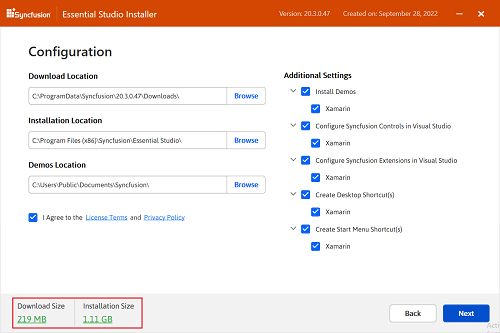 Syncfusion
Essential Studio Installer
Version: 20.3.0.47
Created on: September 28, 2022
Configuration
Download Location
C:\ProgramData\Syncfusion\20.3.0.47\Downloads\
Browse
Installation Location
C:\Program Files (x86)\Syncfusion\Essential Studio\
Browse
Demos Location
C:\Users\Public\Documents\Syncfusion\
Browse
I Agree to the License Terms and Privacy Policy
Additional Settings
Install Demos
Xamarin
Configure Syncfusion Controls in Visual Studio
Xamarin
Configure Syncfusion Extensions in Visual Studio
Xamarin
Create Desktop Shortcut(s)
Xamarin
Create Start Menu Shortcut(s)
Xamarin
Download Size
219 MB
Installation Size
1.11 GB
Back
Next